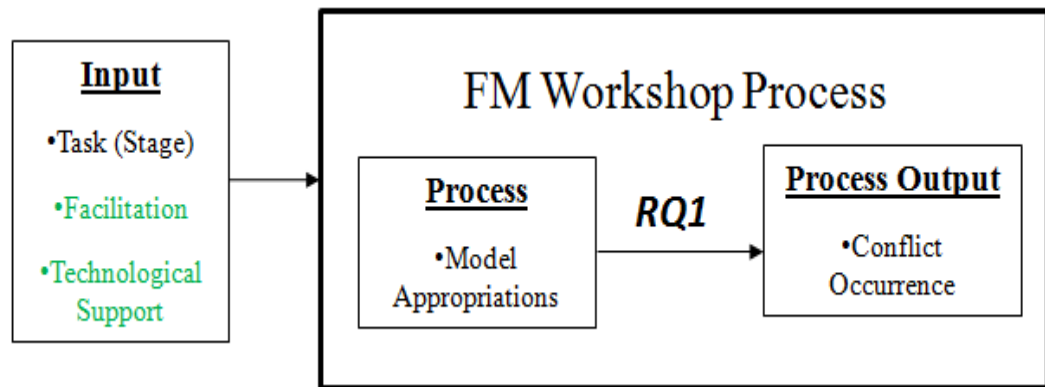 Input
•Task (Stage)
•Facilitation
•Technological
Support
FM Workshop Process
Process
•Model
Appropriations
RQ1
Process Output
•Conflict
Occurrence